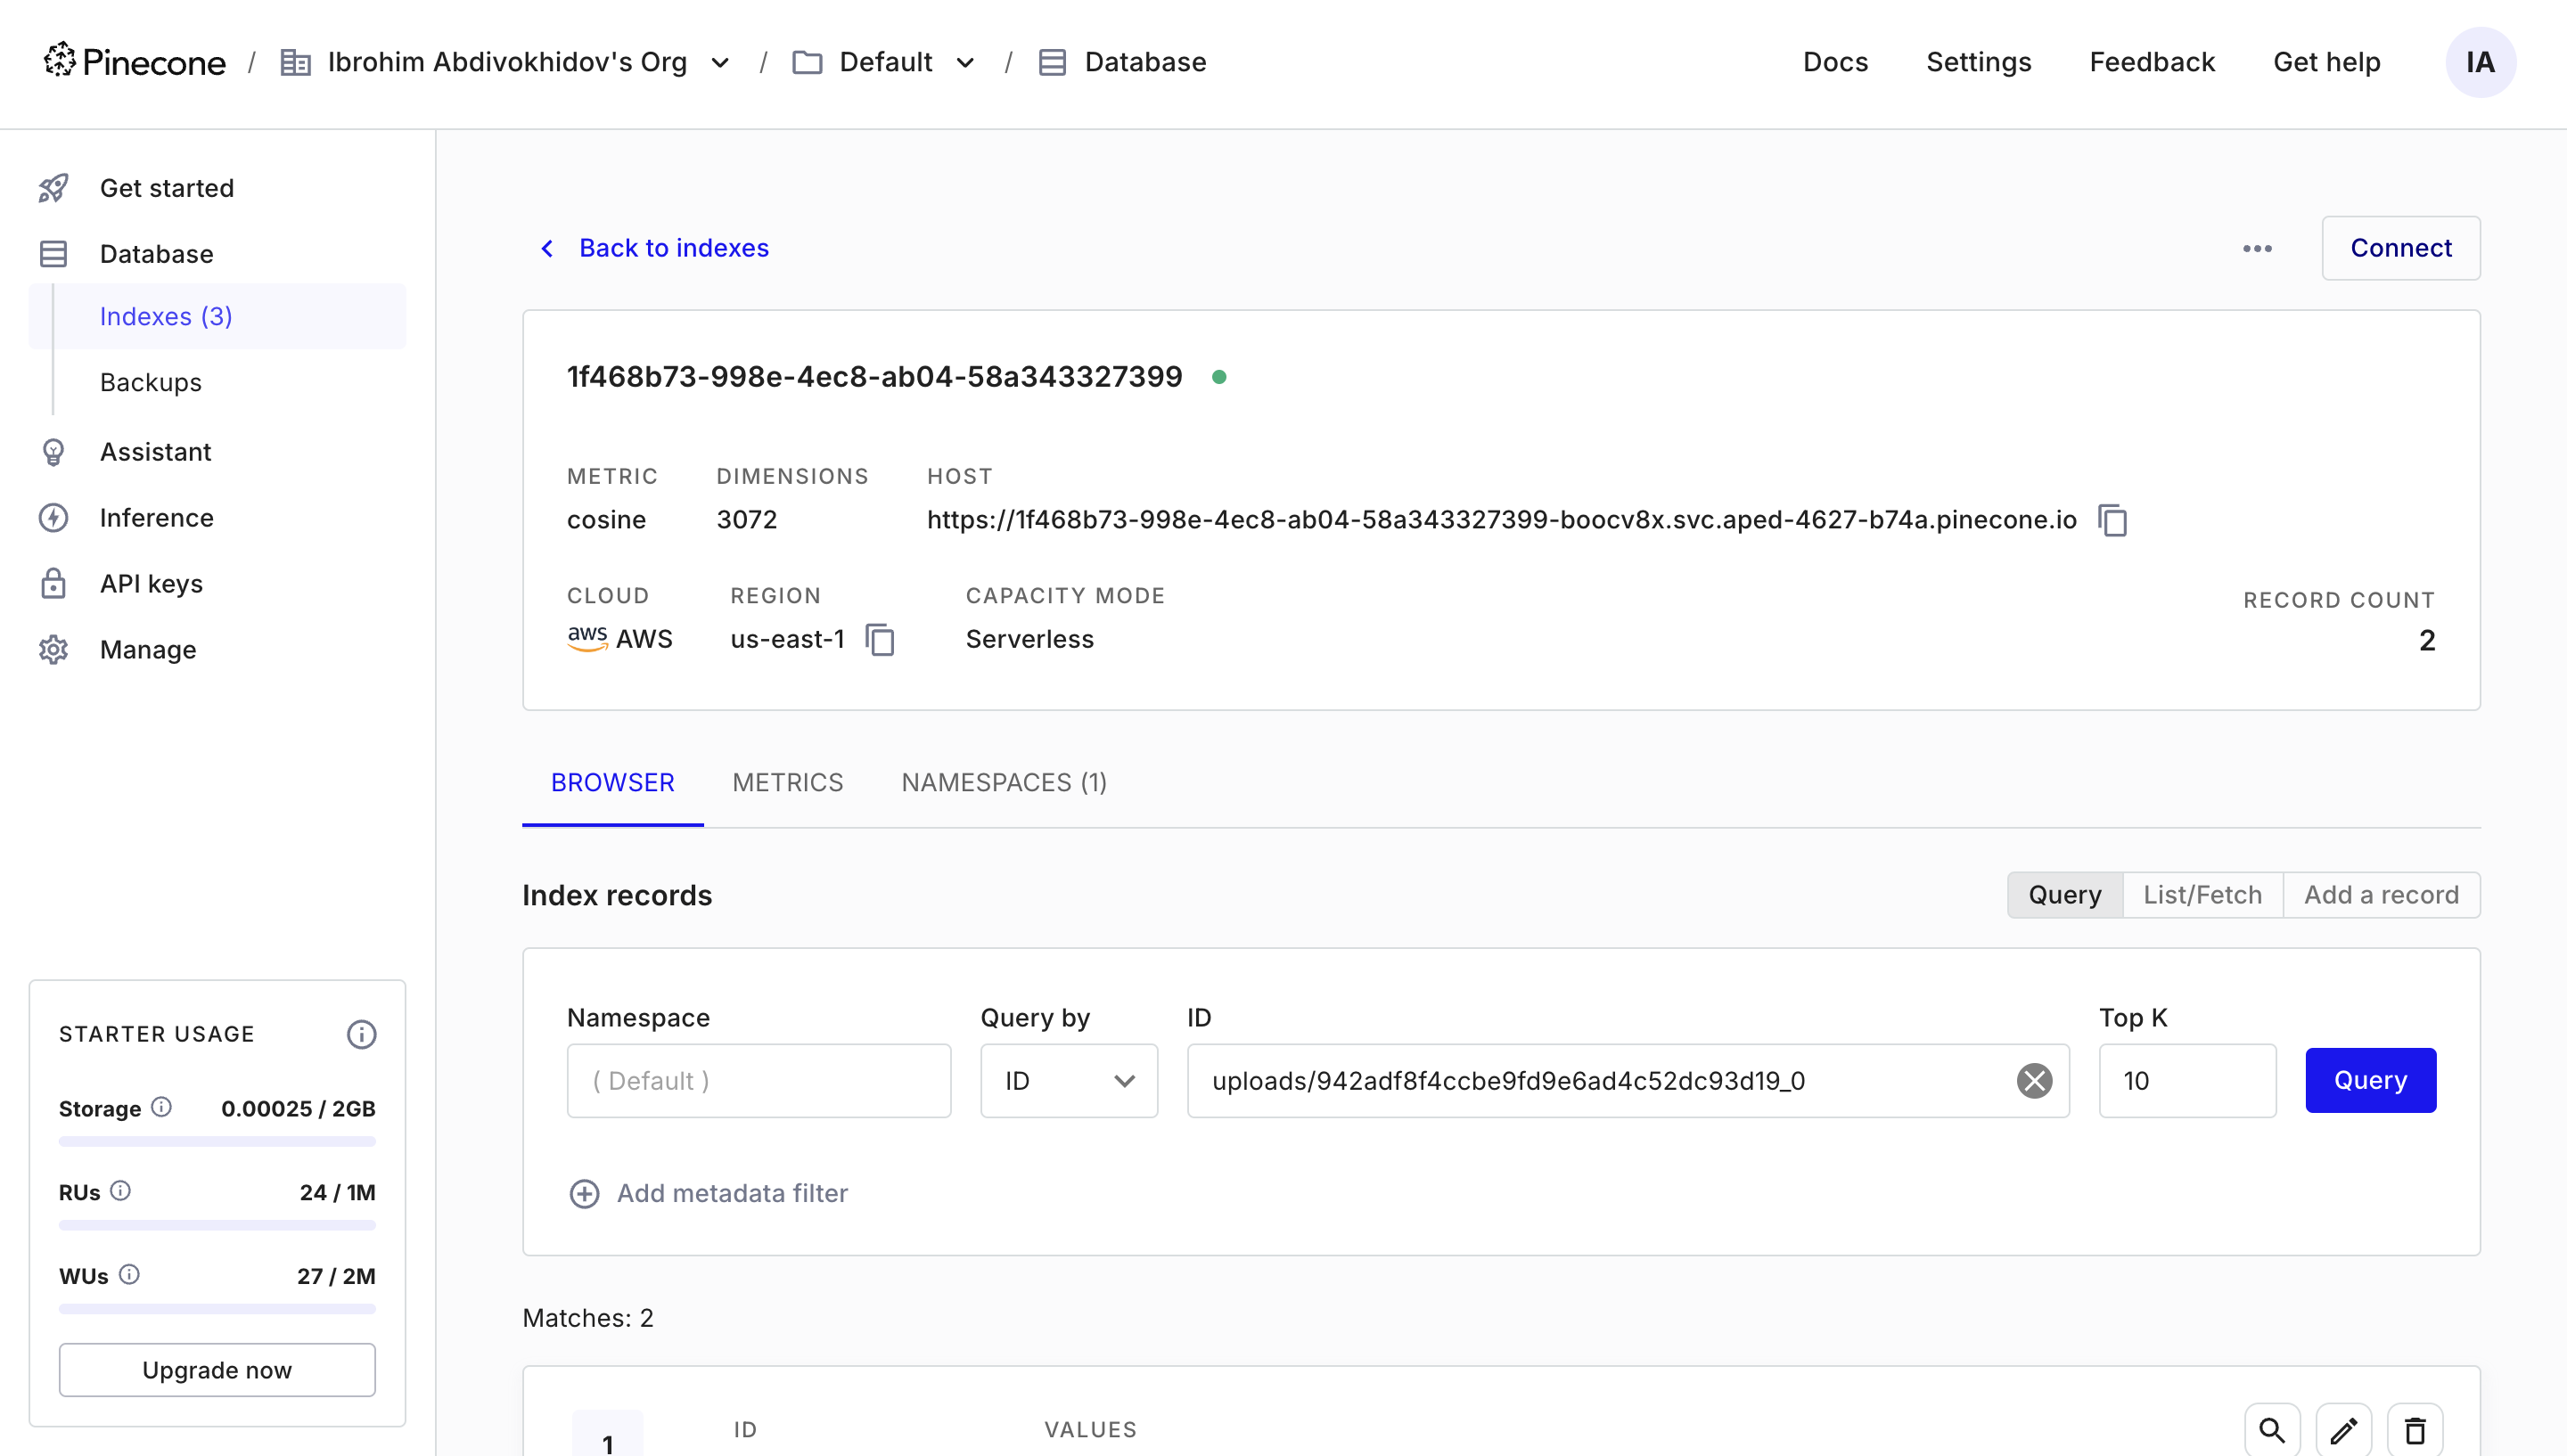 Pinecone / Ibrohim Abdivokhidov's Org / Default / Database
Docs Settings Feedback Get help IA
Get started
Database
Indexes (3)
Backups
Assistant
Inference
API keys
Manage
STARTER USAGE
Storage 0.00025 / 2GB
RUs 24 / 1M
WUs 27 / 2M
Upgrade now
Back to indexes
Connect
1f468b73-998e-4ec8-ab04-58a343327399
METRIC DIMENSIONS HOST
cosine 3072 https://1f468b73-998e-4ec8-ab04-58a343327399-boocv8x.svc.aped-4627-b74a.pinecone.io
CLOUD REGION CAPACITY MODE RECORD COUNT
aws AWS us-east-1 Serverless 2
BROWSER METRICS NAMESPACES (1)
Index records
Query List/Fetch Add a record
Namespace Query by ID Top K
( Default ) ID uploads/942adf8f4ccbe9fd9e6ad4c52dc93d19_0 10 Query
Add metadata filter
Matches: 2
1 ID VALUES